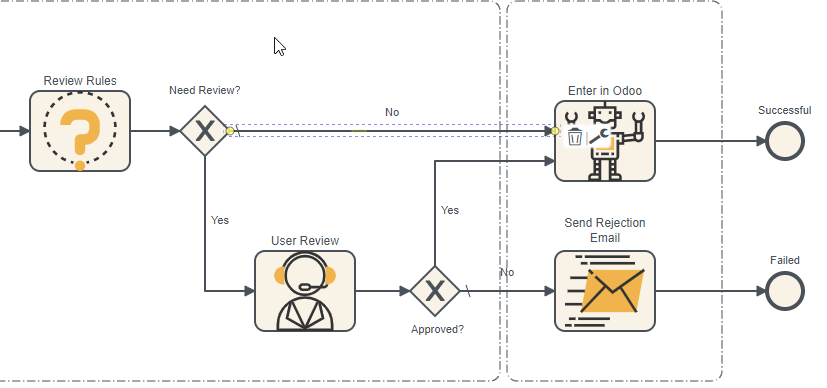 Review Rules
Need Review?
No
Enter in Odoo
Successful
Yes
Yes
User Review
Approved?
No
Send Rejection
Email
Failed